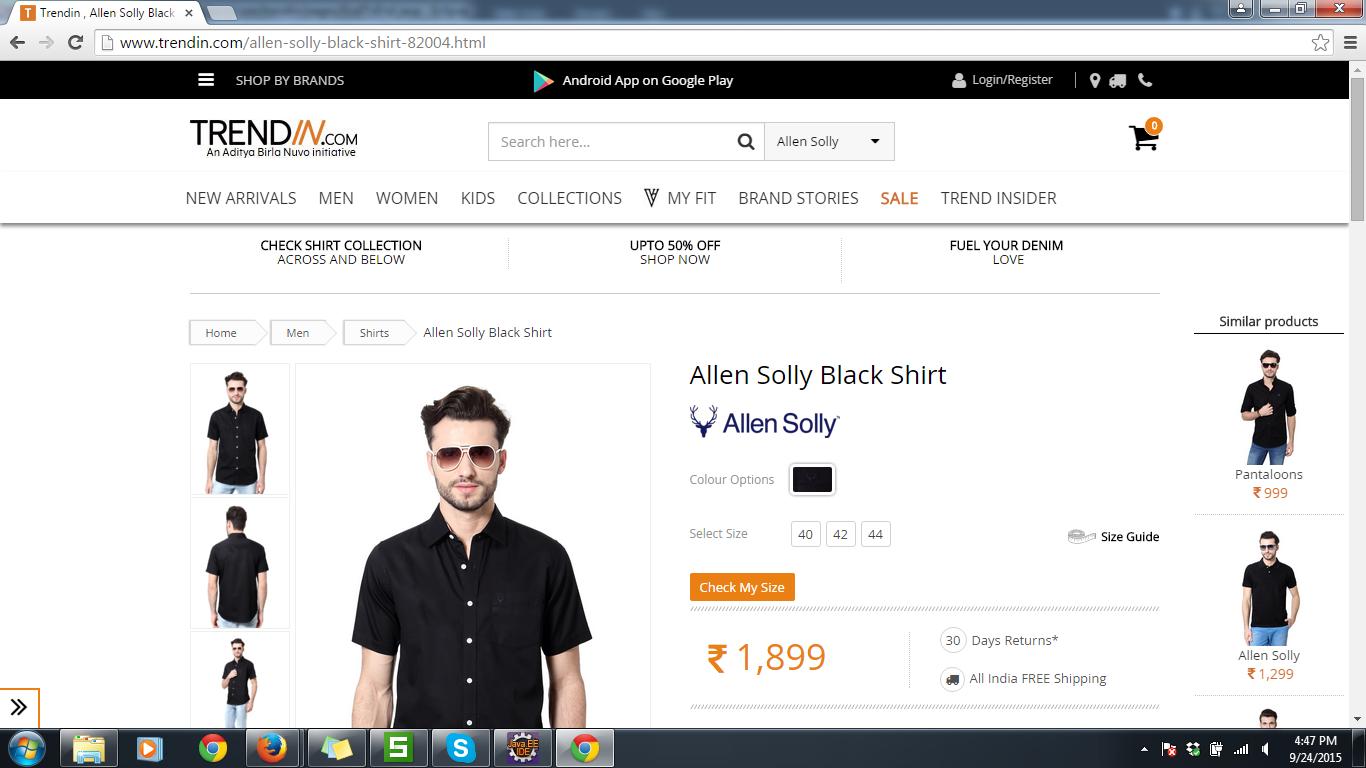 Trendin , Allen Solly Black
www.trendin.com/allen-solly-black-shirt-82004.html
SHOP BY BRANDS
Android App on Google Play
Login/Register
TRENDIN.COM
An Aditya Birla Nuvo initiative
Search here...
Allen Solly
0
NEW ARRIVALS MEN WOMEN KIDS COLLECTIONS MY FIT BRAND STORIES SALE TREND INSIDER
CHECK SHIRT COLLECTION
ACROSS AND BELOW
UPTO 50% OFF
SHOP NOW
FUEL YOUR DENIM
LOVE
Home Men Shirts Allen Solly Black Shirt
Allen Solly Black Shirt
Allen Solly
Colour Options
Select Size 40 42 44
Size Guide
Check My Size
₹ 1,899
30 Days Returns*
All India FREE Shipping
Similar products
Pantaloons
₹ 999
Allen Solly
₹ 1,299
Java EE
IDE
4:47 PM
9/24/2015